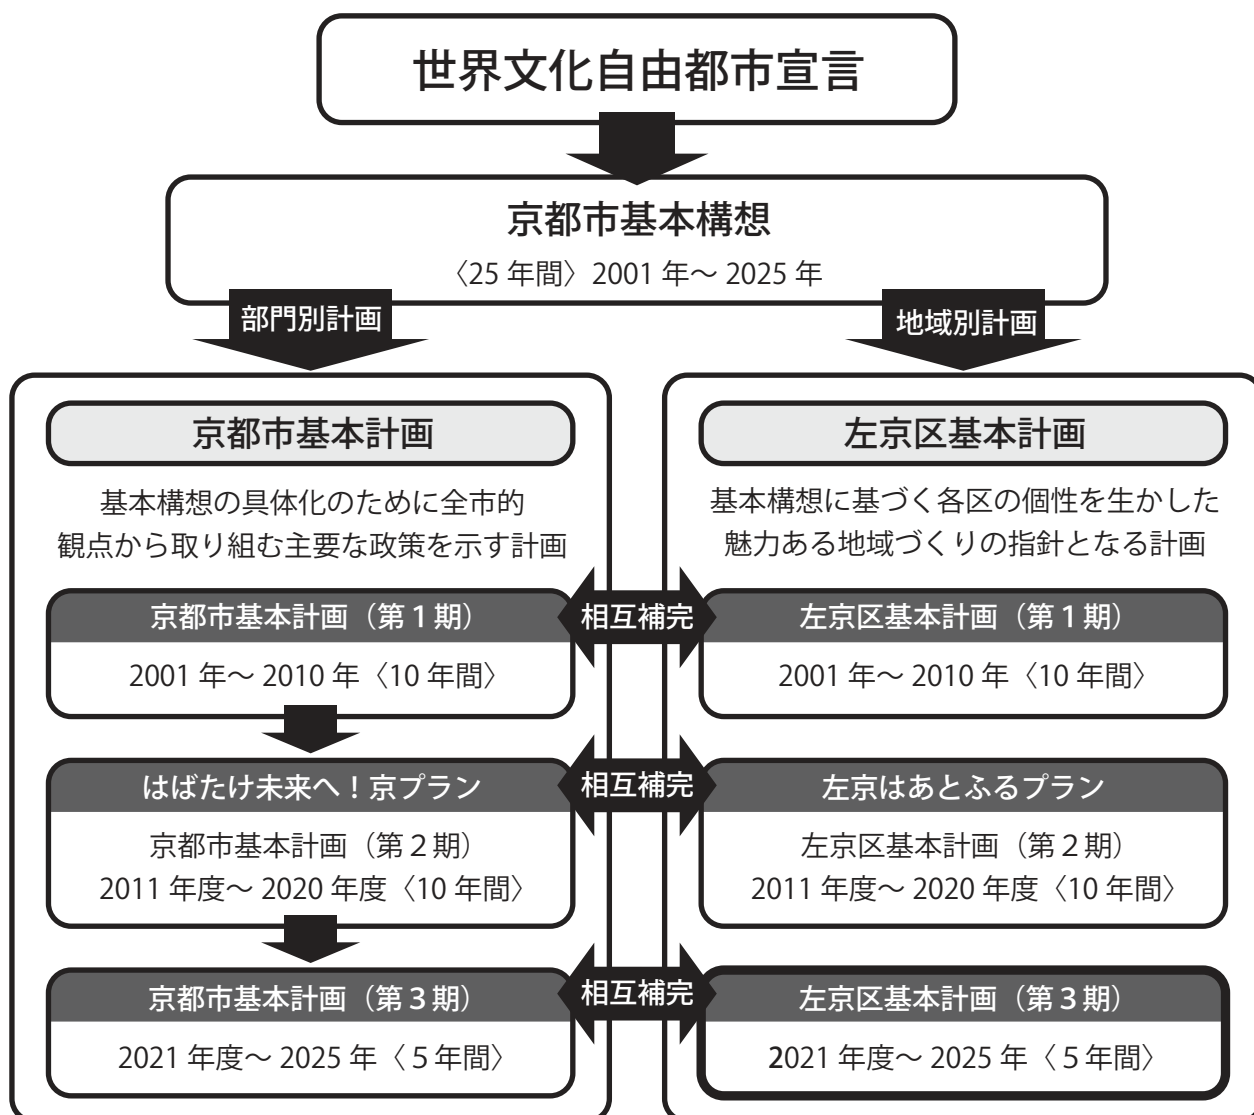 世界文化自由都市宣言
京都市基本構想
〈25 年間〉2001 年～ 2025 年
部門別計画
地域別計画
京都市基本計画
基本構想の具体化のために全市的
観点から取り組む主要な政策を示す計画
左京区基本計画
基本構想に基づく各区の個性を生かした
魅力ある地域づくりの指針となる計画
京都市基本計画（第１期）
2001 年～ 2010 年〈10 年間〉
相互補完
左京区基本計画（第１期）
2001 年～ 2010 年〈10 年間〉
はばたけ未来へ！京プラン
京都市基本計画（第２期）
2011 年度～ 2020 年度〈10 年間〉
相互補完
左京はあとふるプラン
左京区基本計画（第２期）
2011 年度～ 2020 年度〈10 年間〉
京都市基本計画（第３期）
2021 年度～ 2025 年〈５年間〉
相互補完
左京区基本計画（第３期）
2021 年度～ 2025 年〈５年間〉